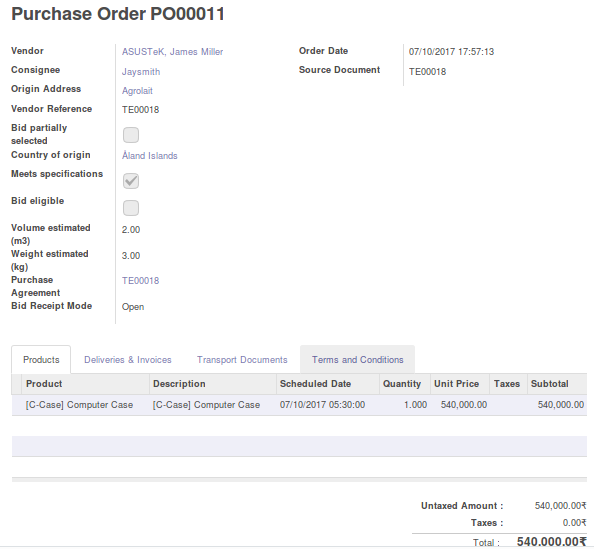 Purchase Order PO00011
Vendor ASUSTeK, James Miller Order Date 07/10/2017 17:57:13
Consignee Jaysmith Source Document TE00018
Origin Address Agrolait
Vendor Reference TE00018
Bid partially
selected
Country of origin Åland Islands
Meets specifications
Bid eligible
Volume estimated 2.00
(m3)
Weight estimated 3.00
(kg)
Purchase TE00018
Agreement
Bid Receipt Mode Open
Products Deliveries & Invoices Transport Documents Terms and Conditions
Product Description Scheduled Date Quantity Unit Price Taxes Subtotal
[C-Case] Computer Case [C-Case] Computer Case 07/10/2017 05:30:00 1.000 540,000.00 540,000.00
Untaxed Amount : 540,000.00₹
Taxes : 0.00₹
Total : 540,000.00₹